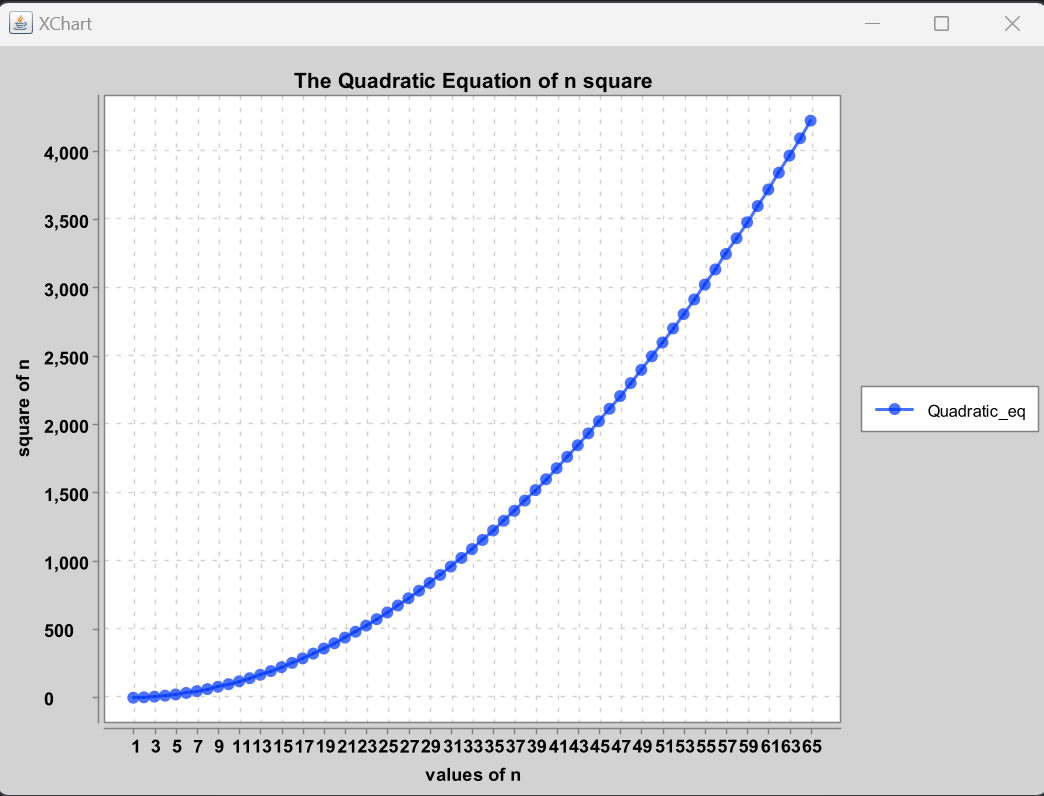 XChart
The Quadratic Equation of n square
4,000
3,500
3,000
2,500
2,000
1,500
1,000
500
0
square of n
1 3 5 7 9 11 13 15 17 19 21 23 25 27 29 31 33 35 37 39 41 43 45 47 49 51 53 55 57 59 61 63 65
values of n
Quadratic_eq